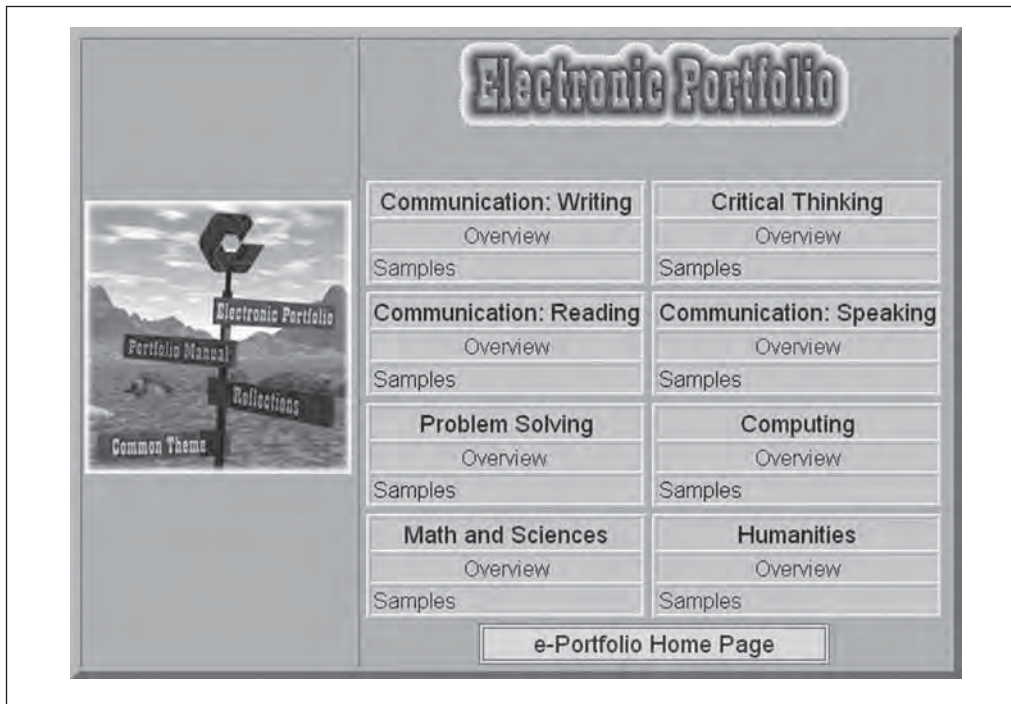 Electronic Portfolio
Electronic Portfolio
Portfolio Manual
Reflections
Common Theme
Communication: Writing
Overview
Samples
Critical Thinking
Overview
Samples
Communication: Reading
Overview
Samples
Communication: Speaking
Overview
Samples
Problem Solving
Overview
Samples
Computing
Overview
Samples
Math and Sciences
Overview
Samples
Humanities
Overview
Samples
e-Portfolio Home Page